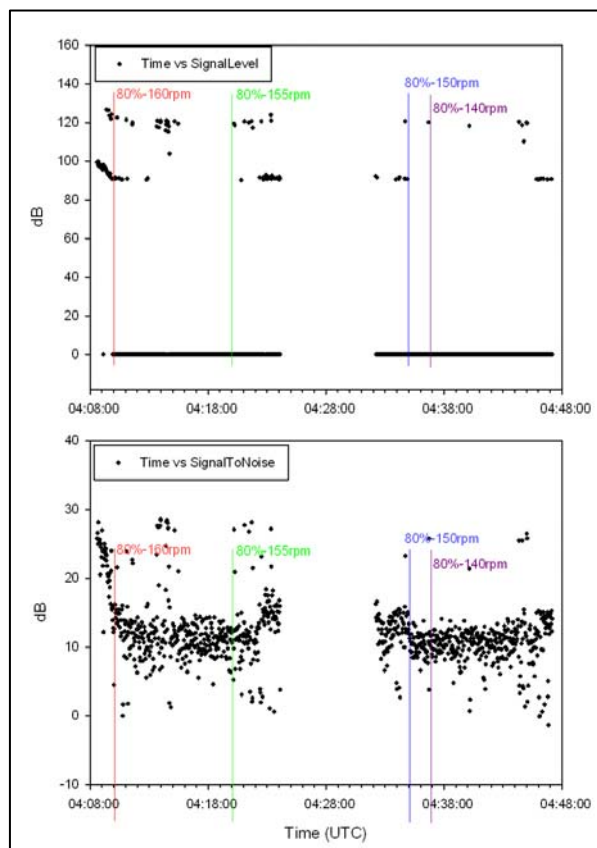 160
Time vs SignalLevel
140
80%-160rpm
80%-155rpm
80%-150rpm
80%-140rpm
120
100
80
dB
60
40
20
0
04:08:00 04:18:00 04:28:00 04:38:00 04:48:00
40
Time vs SignalToNoise
30
80%-160rpm
80%-155rpm
80%-150rpm
80%-140rpm
20
dB
10
0
-10
04:08:00 04:18:00 04:28:00 04:38:00 04:48:00
Time (UTC)